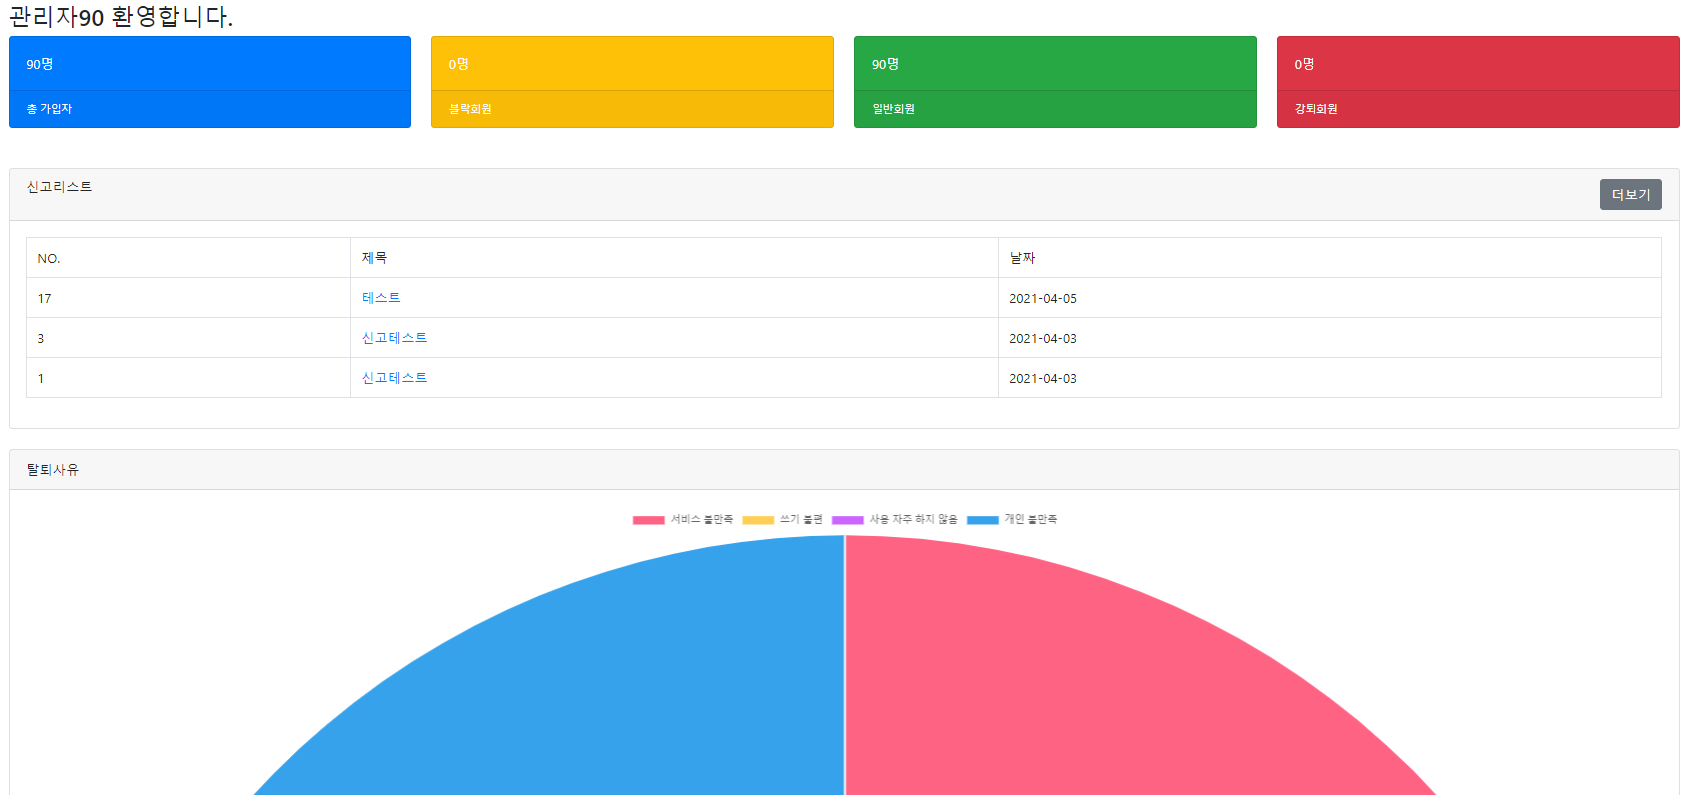 관리자90 환영합니다.
90명
총 가입자
0명
블락회원
90명
일반회원
0명
강퇴회원
신고리스트
더보기
NO. 제목 날짜
17 테스트 2021-04-05
3 신고테스트 2021-04-03
1 신고테스트 2021-04-03
탈퇴사유
서비스 불만족 쓰기 불편 사용 자주 하지 않음 개인 불만족